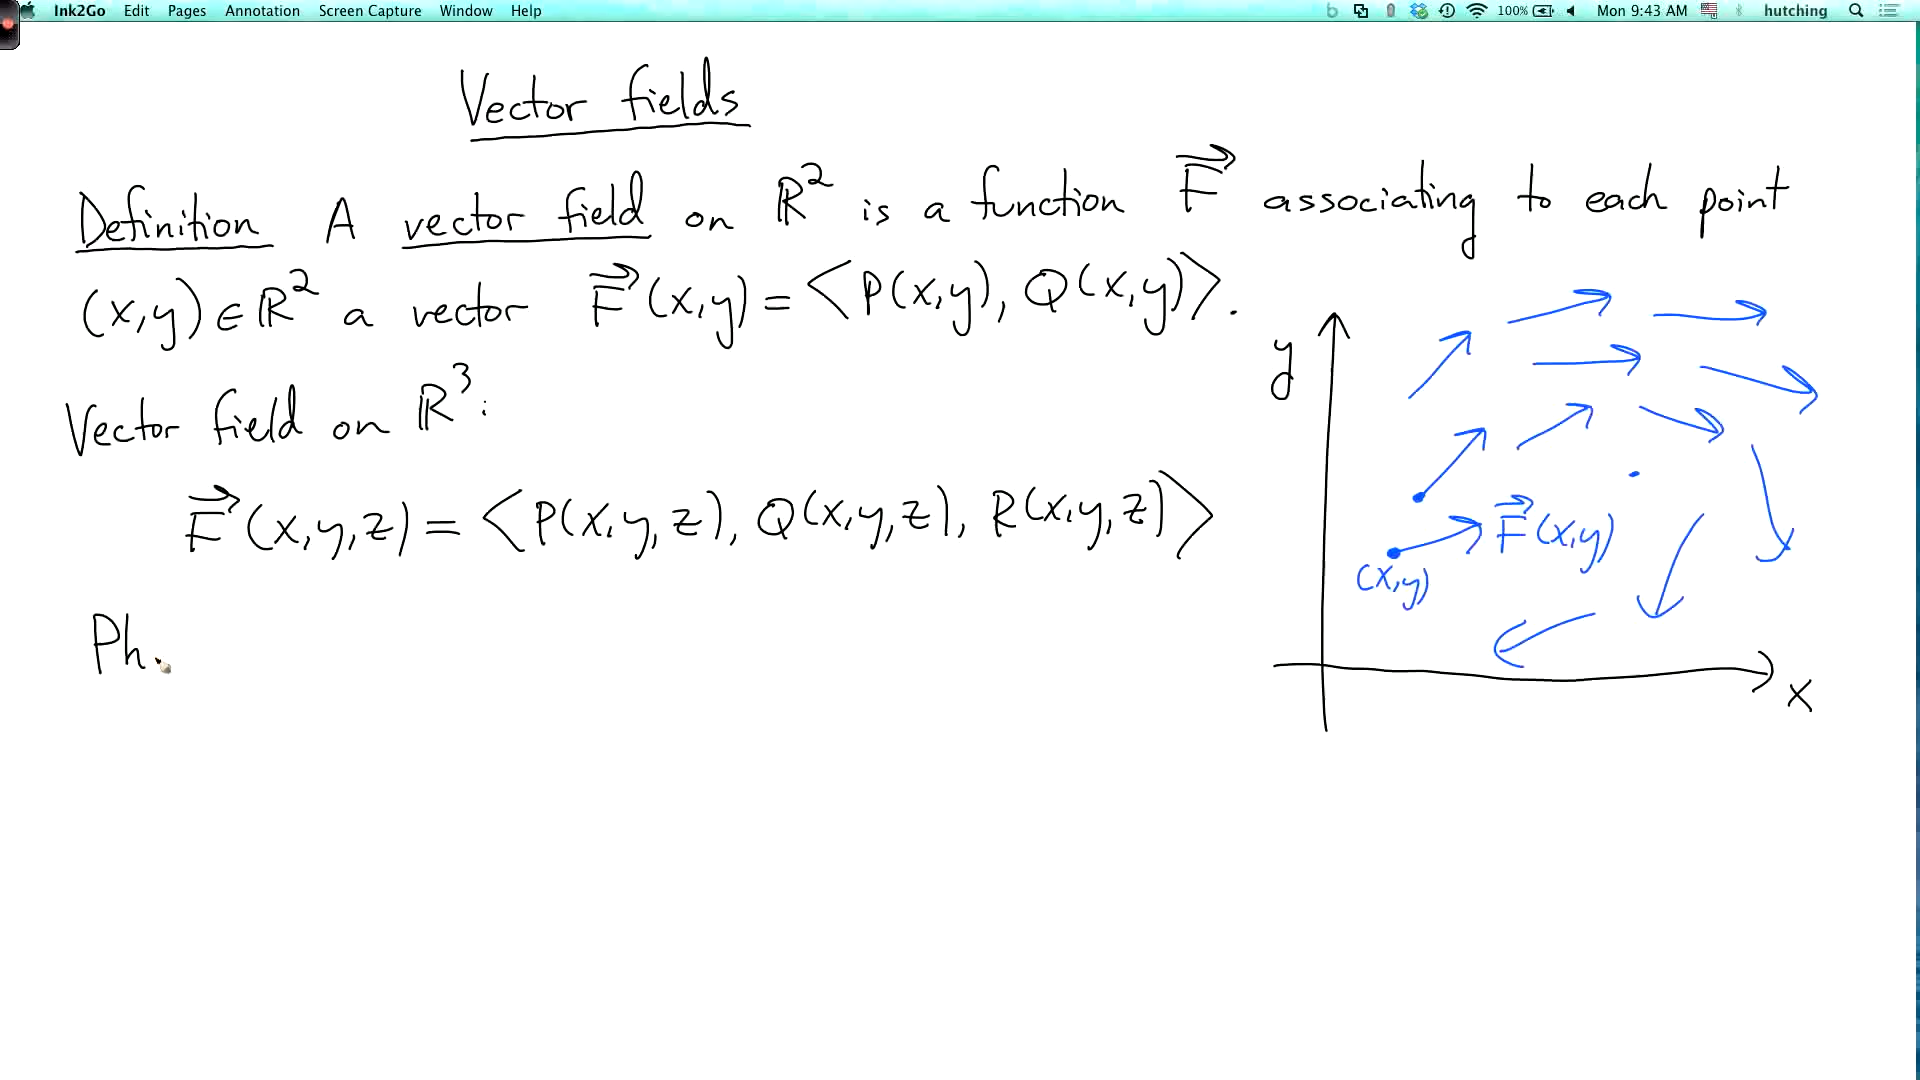 Ink2Go Edit Pages Annotation Screen Capture Window Help 100% Mon 9:43 AM hutching
Vector fields
Definition A vector field on ℝ² is a function F⃗ associating to each point
(x,y) ∈ ℝ² a vector F⃗(x,y) = ⟨P(x,y), Q(x,y)⟩.
Vector field on ℝ³:
F⃗(x,y,z) = ⟨P(x,y,z), Q(x,y,z), R(x,y,z)⟩
Ph
y
F⃗(x,y)
(x,y)
x